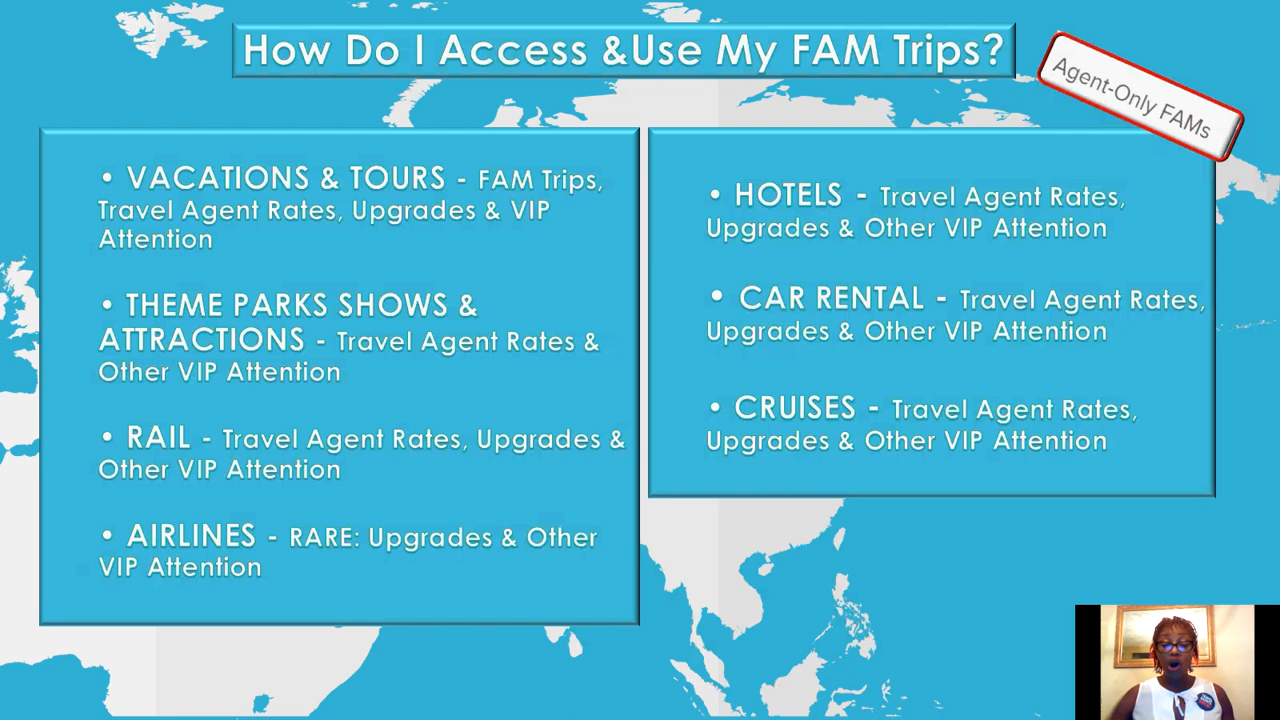 How Do I Access &Use My FAM Trips?
Agent-Only FAMs
• VACATIONS & TOURS - FAM Trips,
Travel Agent Rates, Upgrades & VIP
Attention
• THEME PARKS SHOWS &
ATTRACTIONS - Travel Agent Rates &
Other VIP Attention
• RAIL - Travel Agent Rates, Upgrades &
Other VIP Attention
• AIRLINES - RARE: Upgrades & Other
VIP Attention
• HOTELS - Travel Agent Rates,
Upgrades & Other VIP Attention
• CAR RENTAL - Travel Agent Rates,
Upgrades & Other VIP Attention
• CRUISES - Travel Agent Rates,
Upgrades & Other VIP Attention